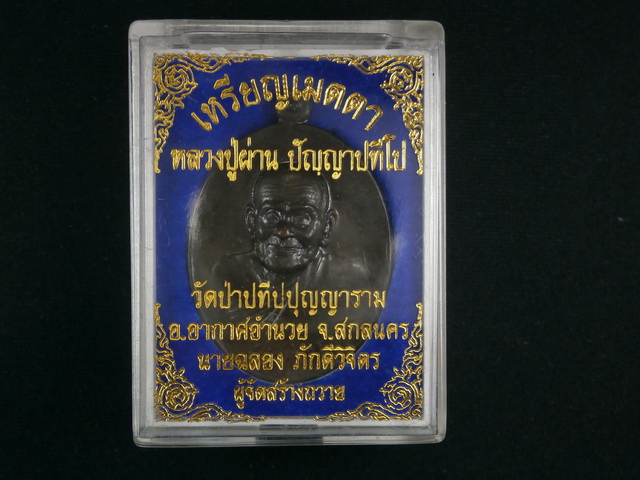 เหรียญเมตตา
หลวงปู่ผ่าน ปัญญาปทีโป
วัดป่าปทีปปุญญาราม
อ.อากาศอำนวย จ.สกลนคร
นายฉลอง ภักดีวิจิตร
ผู้จัดสร้างถวาย